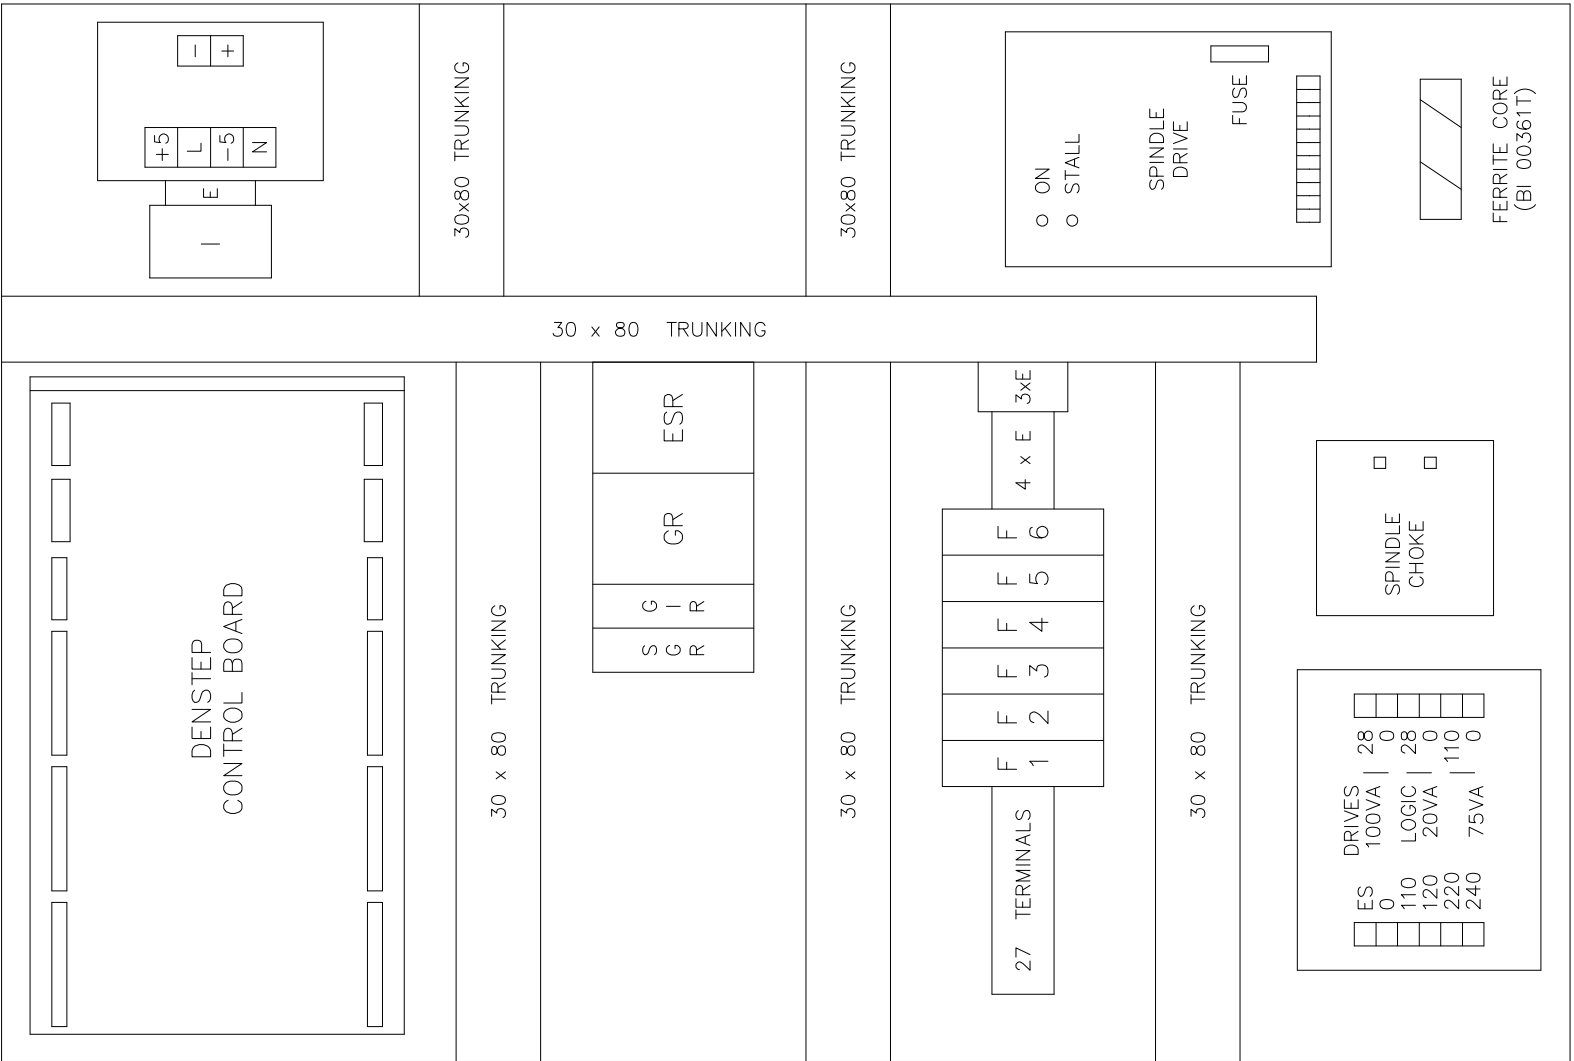 - +
+5 L -5 N
E
I
30x80 TRUNKING
30x80 TRUNKING
ON
STALL
SPINDLE
DRIVE
FUSE
FERRITE CORE
(BI 00361T)
30 x 80 TRUNKING
DENSTEP
CONTROL BOARD
30 x 80 TRUNKING
ESR
GR
G I R
S G R
30 x 80 TRUNKING
3xE
4 x E
F 6
F 5
F 4
F 3
F 2
F 1
27 TERMINALS
30 x 80 TRUNKING
SPINDLE
CHOKE
DRIVES
100VA | 28
0
LOGIC | 28
20VA 0
| 110
75VA 0
ES
0
110
120
220
240